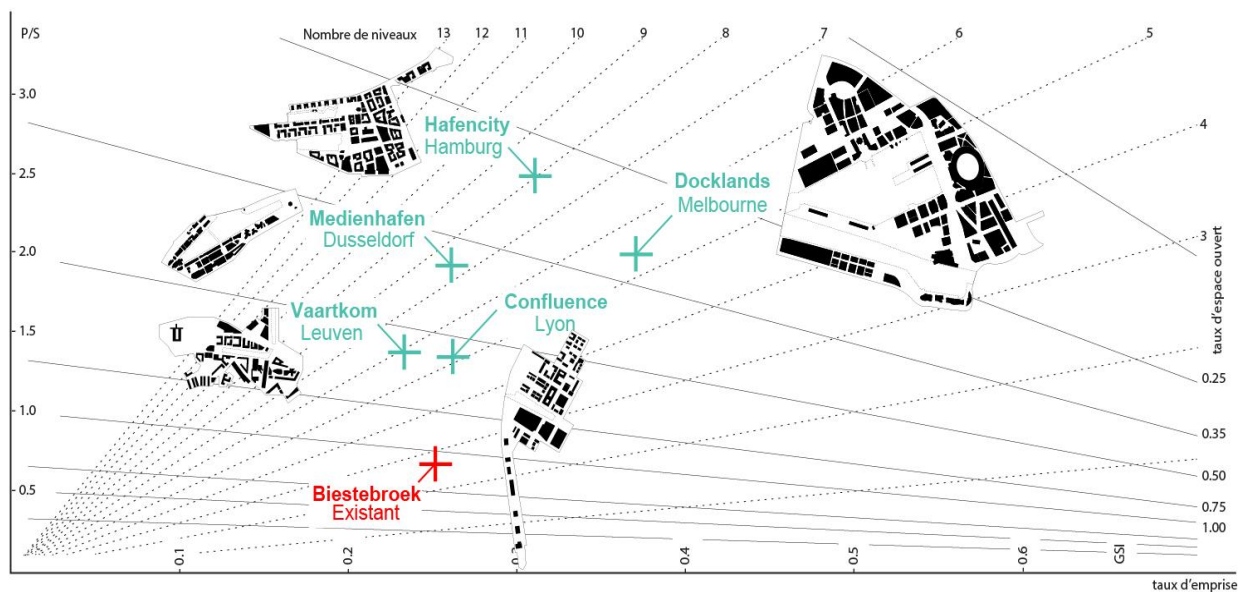 P/S
Nombre de niveaux 13 12 11 10 9 8 7 6 5
3.0
Hafencity
Hamburg
4
2.5
Docklands
Melbourne
Medienhafen
Dusseldorf
3
2.0
taux d'espace ouvert
Vaartkom
Leuven
Confluence
Lyon
1.5
0.25
1.0
0.35
0.50
Biestebroek
Existant
0.5
0.75
1.00
0.1 0.2 0.4 0.5 0.6 GSI
taux d'emprise